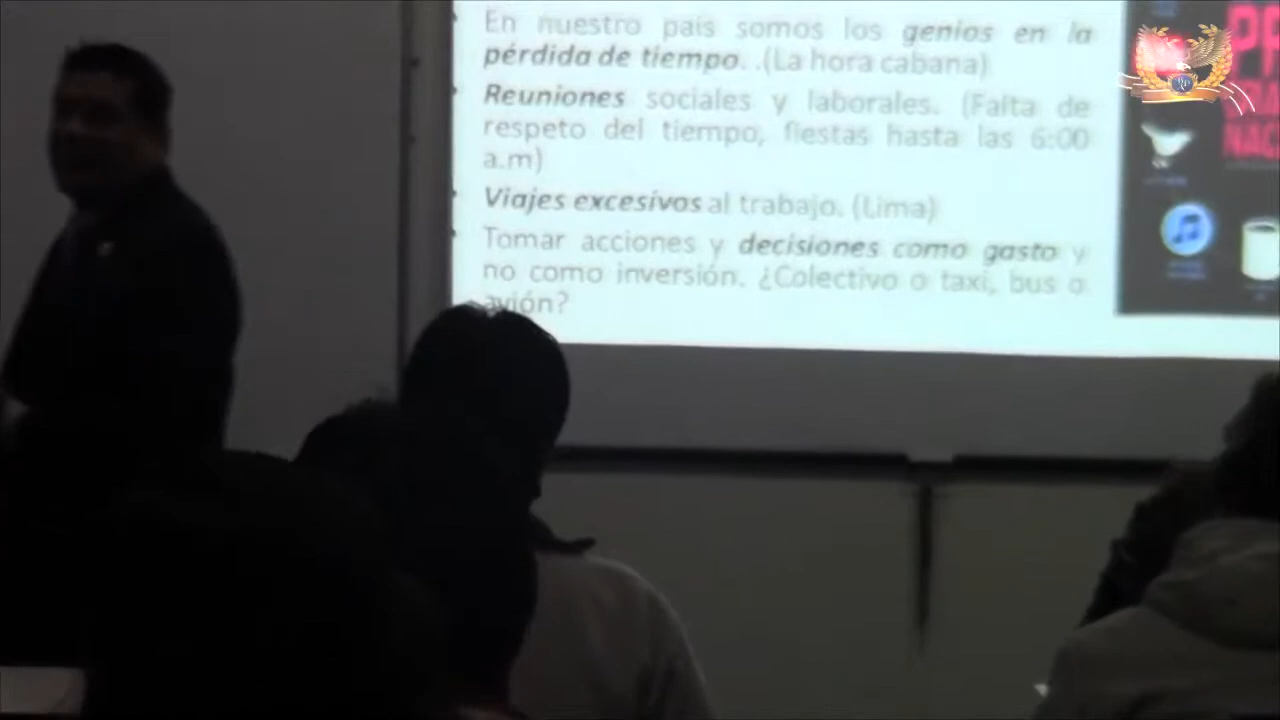 En nuestro país somos los genios en la
pérdida de tiempo. .(La hora cabana)
Reuniones sociales y laborales. (Falta de
respeto del tiempo, fiestas hasta las 6:00
a.m)
Viajes excesivos al trabajo. (Lima)
Tomar acciones y decisiones como gasto y
no como inversión. ¿Colectivo o taxi, bus o
avión?